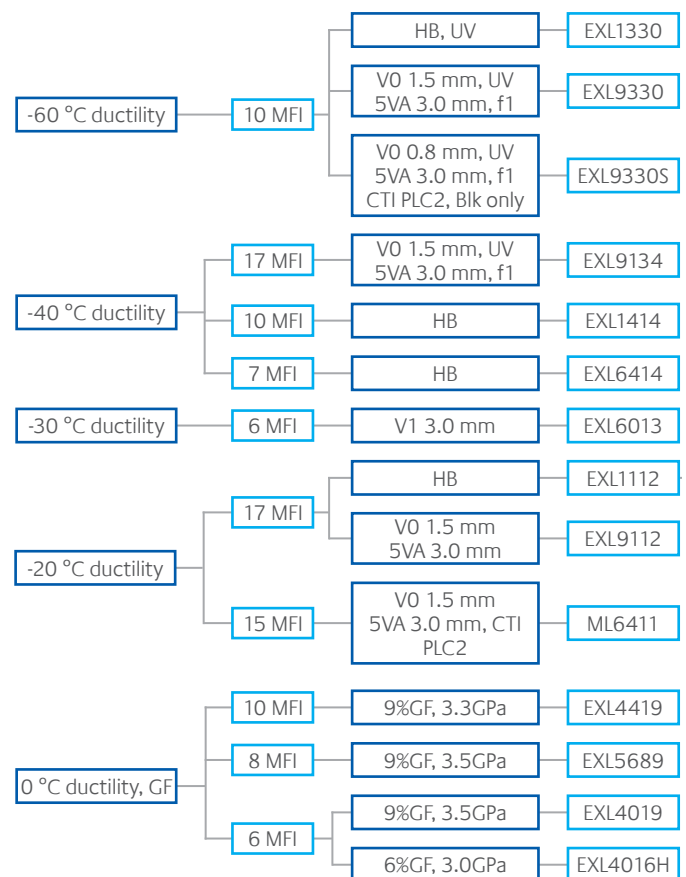 HB, UV
EXL1330
-60 °C ductility
10 MFI
V0 1.5 mm, UV
5VA 3.0 mm, f1
EXL9330
V0 0.8 mm, UV
5VA 3.0 mm, f1
CTI PLC2, Blk only
EXL9330S
-40 °C ductility
17 MFI
V0 1.5 mm, UV
5VA 3.0 mm, f1
EXL9134
10 MFI
HB
EXL1414
7 MFI
HB
EXL6414
-30 °C ductility
6 MFI
V1 3.0 mm
EXL6013
-20 °C ductility
17 MFI
HB
EXL1112
V0 1.5 mm
5VA 3.0 mm
EXL9112
15 MFI
V0 1.5 mm
5VA 3.0 mm, CTI
PLC2
ML6411
0 °C ductility, GF
10 MFI
9%GF, 3.3GPa
EXL4419
8 MFI
9%GF, 3.5GPa
EXL5689
6 MFI
9%GF, 3.5GPa
EXL4019
6%GF, 3.0GPa
EXL4016H